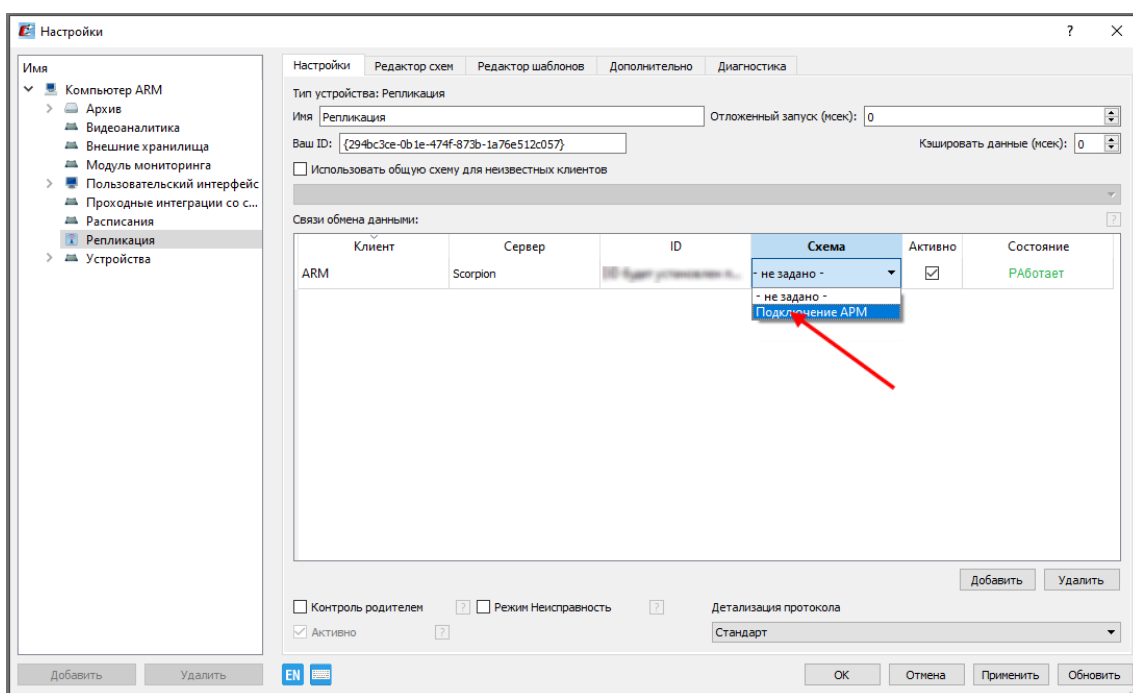 Настройки
?
Имя
Компьютер ARM
Архив
Видеоаналитика
Внешние хранилища
Модуль мониторинга
Пользовательский интерфейс
Проходные интеграции со с...
Расписания
Репликация
Устройства
Добавить Удалить
Настройки Редактор схем Редактор шаблонов Дополнительно Диагностика
Тип устройства: Репликация
Имя Репликация Отложенный запуск (мсек): 0
Ваш ID: {294bc3ce-0b1e-474f-873b-1a76e512c057} Кэшировать данные (мсек): 0
Использовать общую схему для неизвестных клиентов
Связи обмена данными: ?
Клиент Сервер ID Схема Активно Состояние
ARM Scorpion - не задано - РАботает
- не задано -
Подключение АРМ
Добавить Удалить
Контроль родителем ? Режим Неисправность ? Детализация протокола
Активно ? Стандарт
EN ОК Отмена Применить Обновить